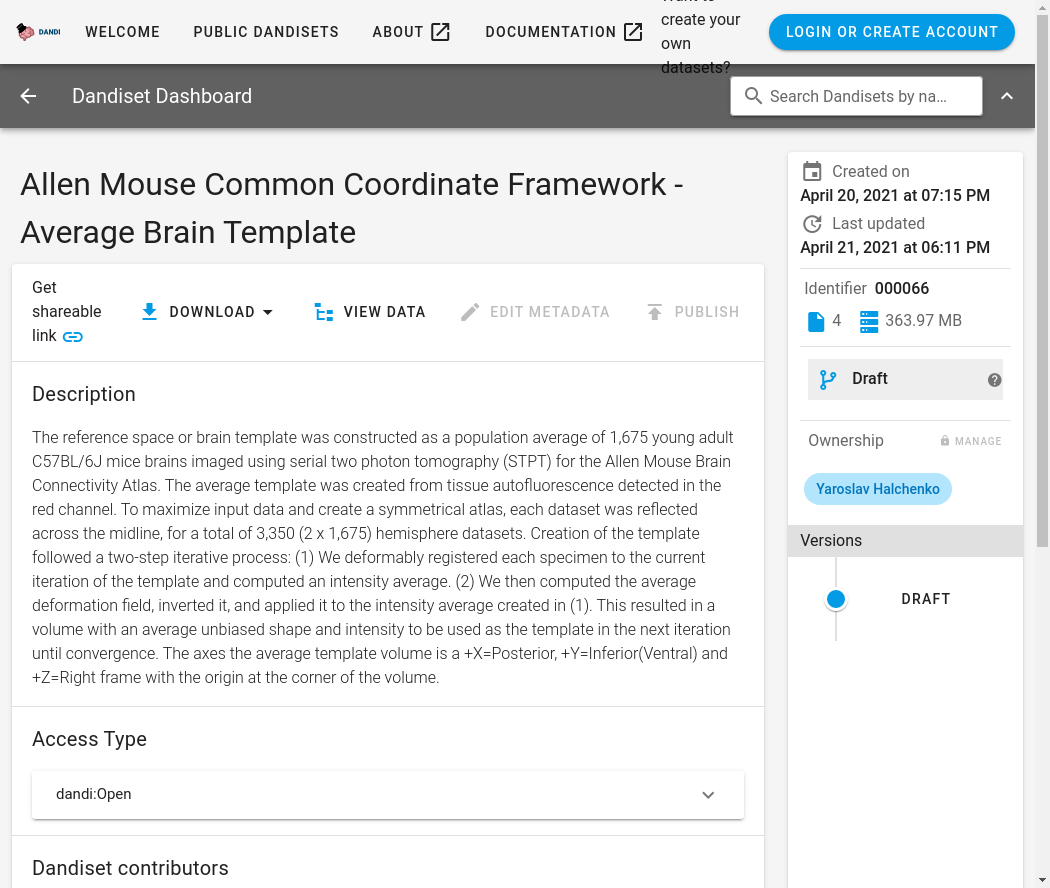 DANDI
WELCOME
PUBLIC DANDISETS
ABOUT
DOCUMENTATION
create your
own
datasets?
LOGIN OR CREATE ACCOUNT
Dandiset Dashboard
Search Dandisets by na…
Allen Mouse Common Coordinate Framework -
Average Brain Template
Get
shareable
link
DOWNLOAD
VIEW DATA
EDIT METADATA
PUBLISH
Description
The reference space or brain template was constructed as a population average of 1,675 young adult
C57BL/6J mice brains imaged using serial two photon tomography (STPT) for the Allen Mouse Brain
Connectivity Atlas. The average template was created from tissue autofluorescence detected in the
red channel. To maximize input data and create a symmetrical atlas, each dataset was reflected
across the midline, for a total of 3,350 (2 x 1,675) hemisphere datasets. Creation of the template
followed a two-step iterative process: (1) We deformably registered each specimen to the current
iteration of the template and computed an intensity average. (2) We then computed the average
deformation field, inverted it, and applied it to the intensity average created in (1). This resulted in a
volume with an average unbiased shape and intensity to be used as the template in the next iteration
until convergence. The axes the average template volume is a +X=Posterior, +Y=Inferior(Ventral) and
+Z=Right frame with the origin at the corner of the volume.
Access Type
dandi:Open
Dandiset contributors
Created on
April 20, 2021 at 07:15 PM
Last updated
April 21, 2021 at 06:11 PM
Identifier 000066
4 363.97 MB
Draft
Ownership
MANAGE
Yaroslav Halchenko
Versions
DRAFT